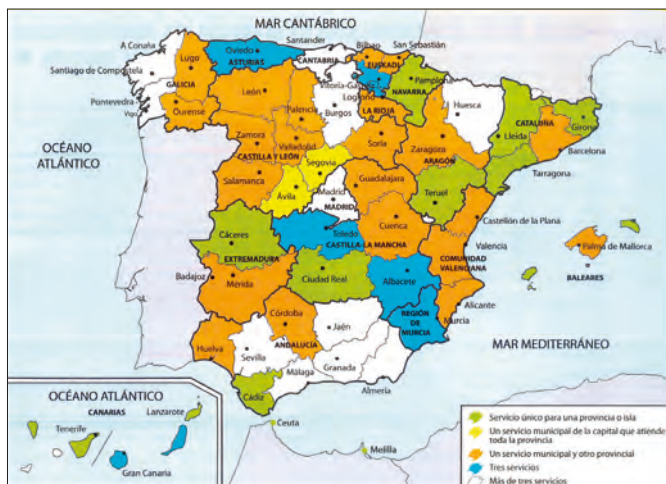 MAR CANTÁBRICO
A Coruña
Lugo
Oviedo
ASTURIAS
Santander
CANTABRIA
Bilbao
San Sebastián
EUSKADI
Santiago de Compostela
GALICIA
Vitoria-Gasteiz
Pamplona
NAVARRA
Pontevedra
Vigo
Ourense
León
Palencia
Burgos
Logroño
LA RIOJA
Huesca
CATALUÑA
Girona
Lleida
OCÉANO
ATLÁNTICO
Zamora
Valladolid
CASTILLA Y LEÓN
Soria
Zaragoza
ARAGÓN
Barcelona
Tarragona
Segovia
Salamanca
Ávila
Madrid
MADRID
Guadalajara
Teruel
Castellón de la Plana
Cáceres
EXTREMADURA
Toledo
CASTILLA-LA MANCHA
Cuenca
Valencia
COMUNIDAD
VALENCIANA
Palma de Mallorca
BALEARES
Badajoz
Mérida
Ciudad Real
Albacete
Alicante
Murcia
REGIÓN
DE
MURCIA
Córdoba
ANDALUCÍA
Jaén
Huelva
Sevilla
Granada
Málaga
Almería
Cádiz
MAR MEDITERRÁNEO
OCÉANO ATLÁNTICO
CANARIAS
Lanzarote
Tenerife
Gran Canaria
Ceuta
Melilla
Servicio único para una provincia o isla
Un servicio municipal de la capital que atiende
toda la provincia
Un servicio municipal y otro provincial
Tres servicios
Más de tres servicios